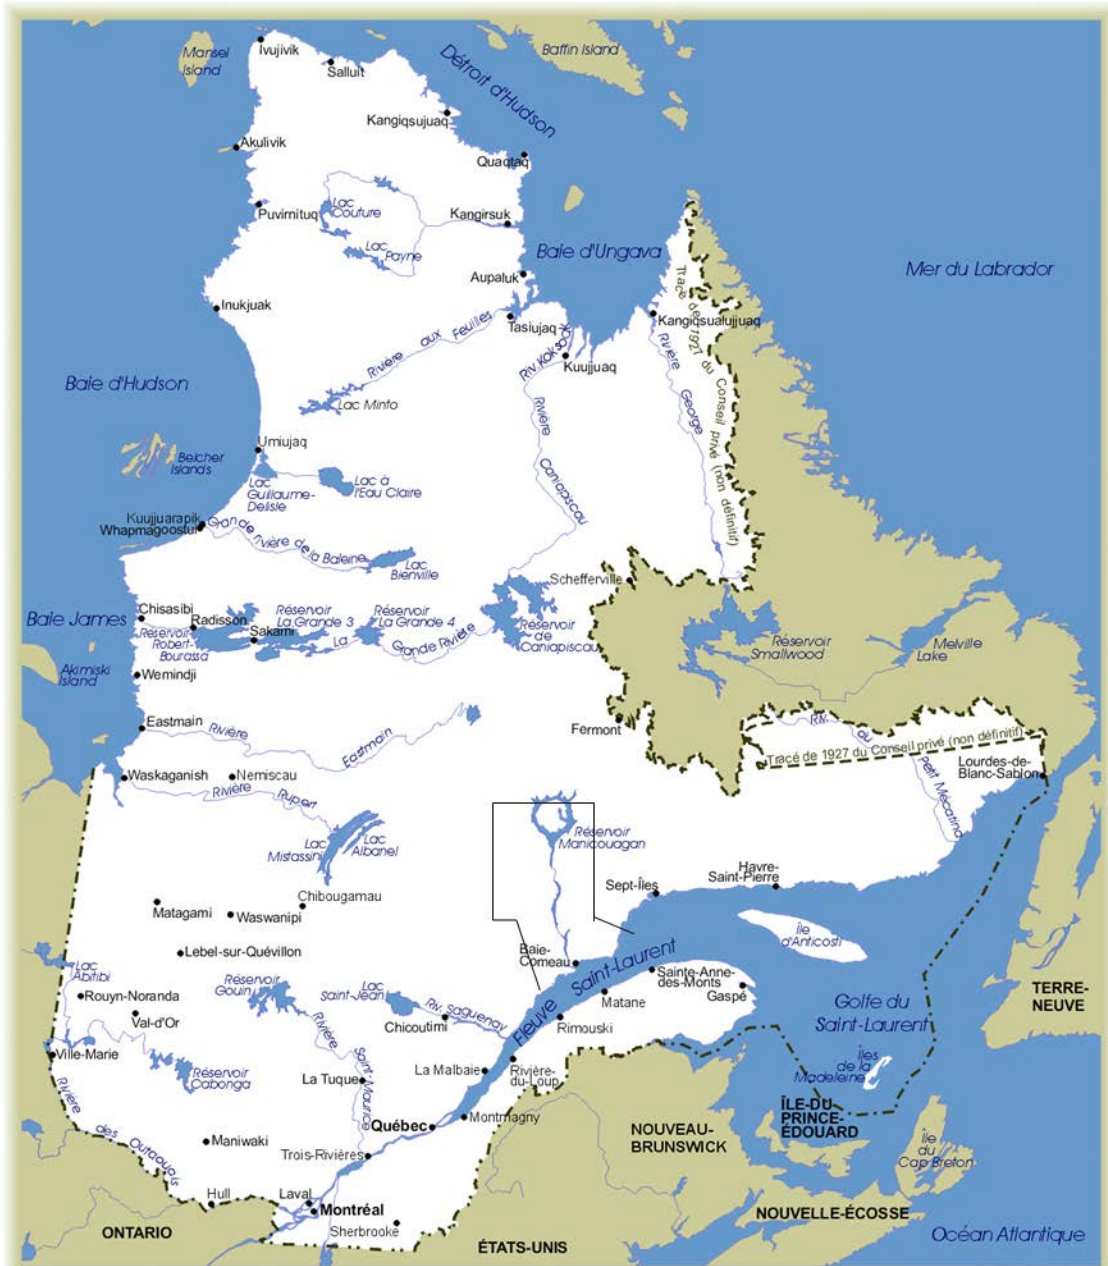 Mansel
Island
Ivujivik
Salluit
Détroit d'Hudson
Baffin Island
Kangiqsujuaq
Akulivik
Quaqtaq
Puvirnituq
Lac
Couture
Kangirsuk
Lac
Payne
Baie d'Ungava
Mer du Labrador
Aupaluk
Inukjuak
Rivière aux Feuilles
Tasiujaq
Riv. Koksoak
Kuujjuaq
Kangiqsualujjuaq
Tracé de 1927 du Conseil privé (non définitif)
Rivière George
Baie d'Hudson
Lac Minto
Rivière Caniapiscau
Belcher
Islands
Umiujaq
Lac
Guillaume-
Delisle
Lac à
l'Eau Claire
Kuujjuarapik
Whapmagoostui
Grande rivière de la Baleine
Lac
Bienville
Schefferville
Baie James
Chisasibi
Radisson
Réservoir
Robert-
Bourassa
Sakami
Réservoir
La Grande 3
Réservoir
La Grande 4
La Grande Rivière
Réservoir
de
Caniapiscau
Réservoir
Smallwood
Melville
Lake
Akimiski
Island
Wemindji
Eastmain
Rivière Eastmain
Fermont
Riv. du Petit Mécatina
Tracé de 1927 du Conseil privé (non définitif)
Lourdes-de-
Blanc-Sablon
Waskaganish
Nemiscau
Rivière Rupert
Lac
Mistassini
Lac
Albanel
Réservoir
Manicouagan
Havre-
Saint-Pierre
Sept-Îles
Matagami
Waswanipi
Chibougamau
Île
d'Anticosti
Lebel-sur-Quévillon
Baie-
Comeau
Fleuve Saint-Laurent
Sainte-Anne-
des-Monts
Gaspé
Matane
Rimouski
Lac
Abitibi
Rouyn-Noranda
Val-d'Or
Réservoir
Gouin
Lac
Saint-Jean
Riv. Saguenay
Chicoutimi
Golfe du
Saint-Laurent
TERRE-
NEUVE
Ville-Marie
Réservoir
Cabonga
Rivière Saint-Maurice
La Tuque
La Malbaie
Rivière-
du-Loup
Îles
de la
Madeleine
Rivière des Outaouais
Maniwaki
Québec
Montmagny
NOUVEAU-
BRUNSWICK
ÎLE-DU
PRINCE-
ÉDOUARD
Île
du
Cap Breton
Trois-Rivières
Hull
Laval
Montréal
Sherbrooke
ONTARIO
ÉTATS-UNIS
NOUVELLE-ÉCOSSE
Océan Atlantique